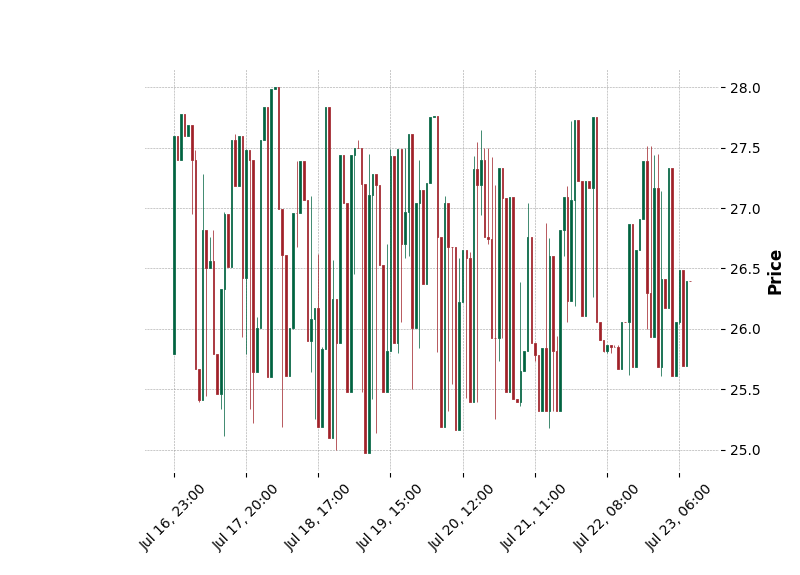 28.0
27.5
27.0
26.5
26.0
25.5
25.0
Price
Jul 16, 23:00
Jul 17, 20:00
Jul 18, 17:00
Jul 19, 15:00
Jul 20, 12:00
Jul 21, 11:00
Jul 22, 08:00
Jul 23, 06:00